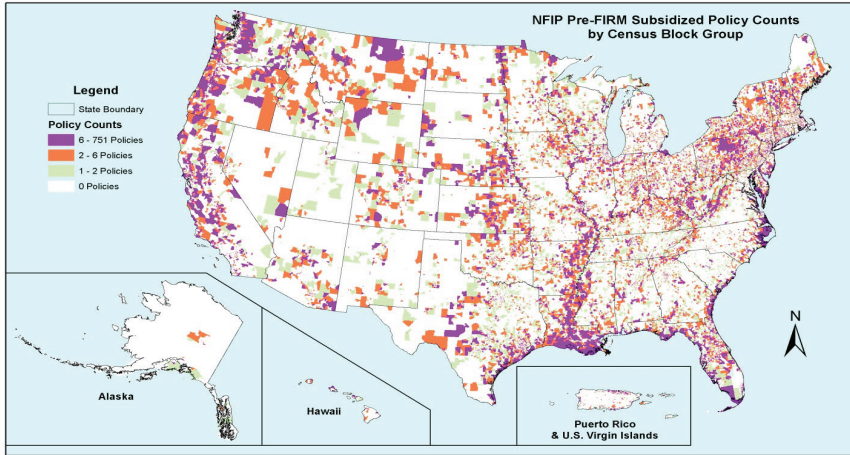 NFIP Pre-FIRM Subsidized Policy Counts
by Census Block Group
Legend
State Boundary
Policy Counts
6 - 751 Policies
2 - 6 Policies
1 - 2 Policies
0 Policies
N
Alaska
Hawaii
Puerto Rico
& U.S. Virgin Islands